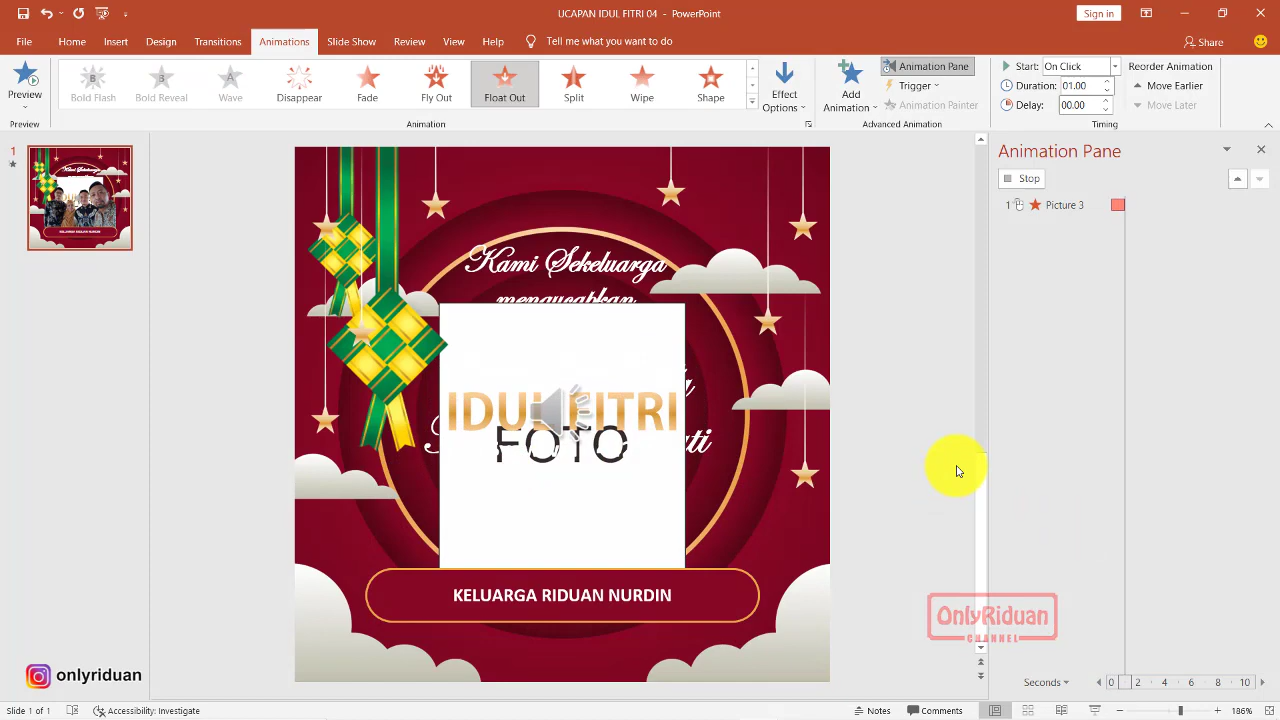 UCAPAN IDUL FITRI 04 - PowerPoint
Sign in
File Home Insert Design Transitions Animations Slide Show Review View Help Tell me what you want to do Share
Preview
Bold Flash Bold Reveal Wave Disappear Fade Fly Out Float Out Split Wipe Shape
Effect Options
Add Animation
Animation Pane
Trigger
Animation Painter
Start: On Click
Duration: 01.00
Delay: 00.00
Reorder Animation
Move Earlier
Move Later
Preview Animation Advanced Animation Timing
1
Kami Sekeluarga
mengucapkan
IDUL FITRI
FOTO
KELUARGA RIDUAN NURDIN
Animation Pane
Stop
1 Picture 3
OnlyRiduan
CHANNEL
onlyriduan
Seconds 0 2 4 6 8 10
Slide 1 of 1 Accessibility: Investigate Notes Comments 186%